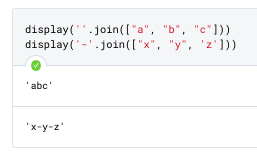 display(''.join(["a", "b", "c"]))
display('-'.join(["x", "y", 'z']))
'abc'
'x-y-z'